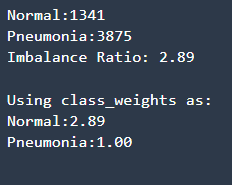 Normal:1341
Pneumonia:3875
Imbalance Ratio: 2.89
Using class_weights as:
Normal:2.89
Pneumonia:1.00